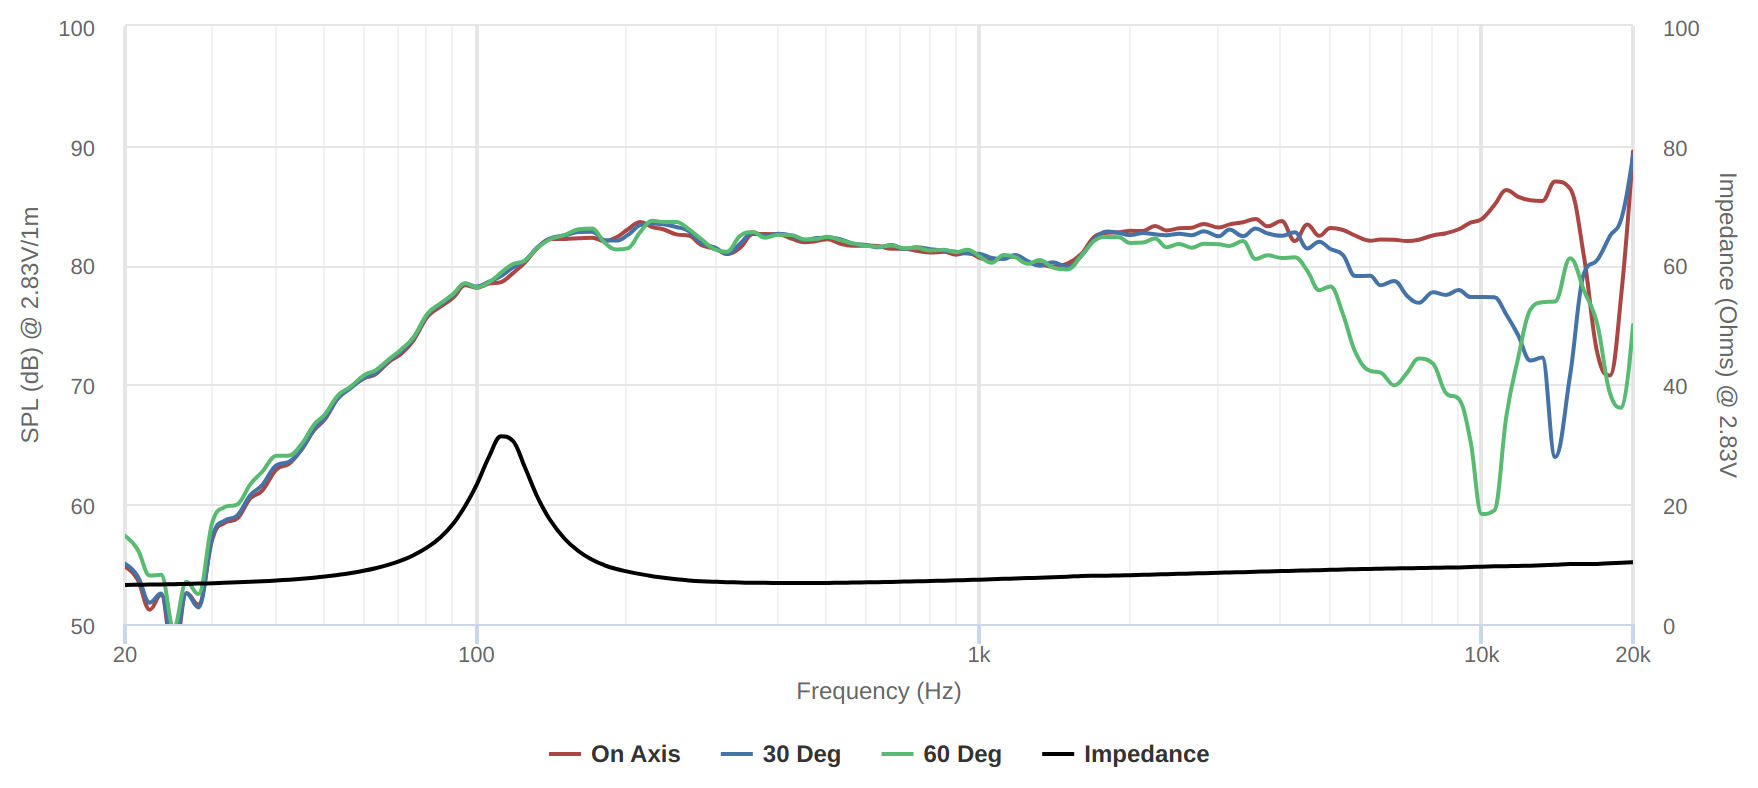 100
90
80
70
60
50
SPL (dB) @ 2.83V/1m
100
80
60
40
20
0
Impedance (Ohms) @ 2.83V
20 100 1k 10k 20k
Frequency (Hz)
On Axis 30 Deg 60 Deg Impedance